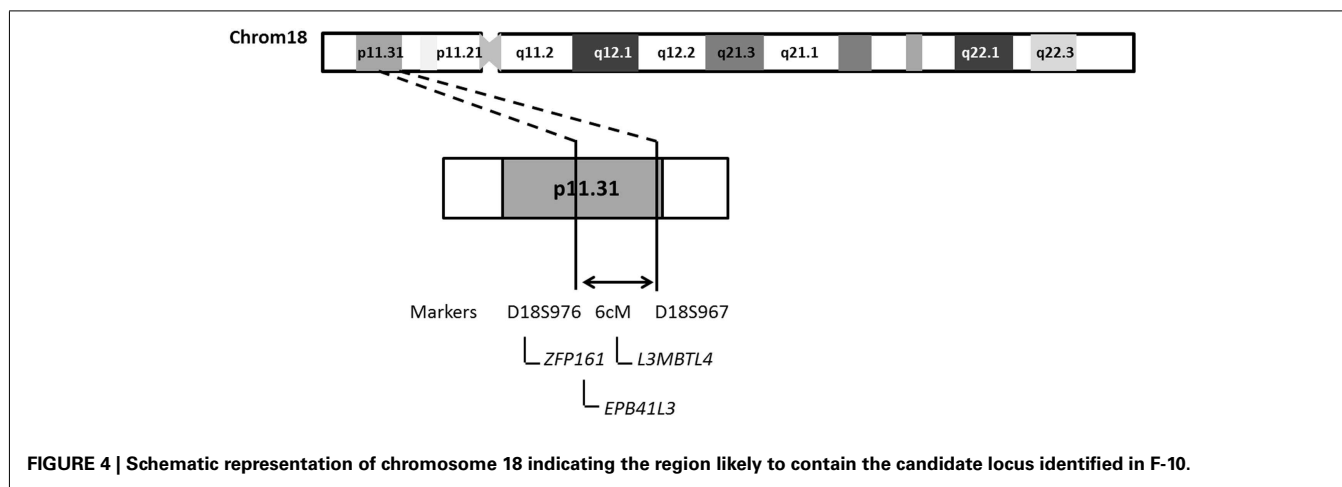 Chrom18
p11.31 p11.21 q11.2 q12.1 q12.2 q21.3 q21.1 q22.1 q22.3
p11.31
Markers D18S976 6cM D18S967
ZFP161 L3MBTL4
EPB41L3
FIGURE 4 | Schematic representation of chromosome 18 indicating the region likely to contain the candidate locus identified in F-10.